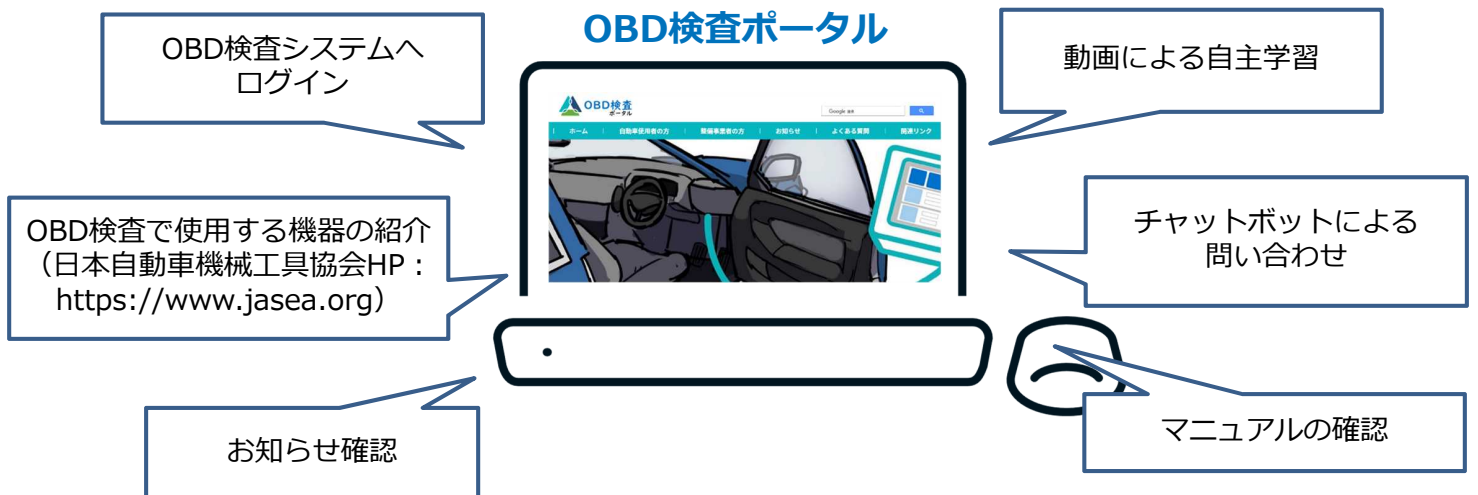 OBD検査ポータル
OBD検査システムへ
ログイン
動画による自主学習
OBD検査
ポータル
Google 検索
ホーム 自動車使用者の方 整備事業者の方 お知らせ よくある質問 関連リンク
OBD検査で使用する機器の紹介
（日本自動車機械工具協会HP：
https://www.jasea.org）
チャットボットによる
問い合わせ
お知らせ確認
マニュアルの確認